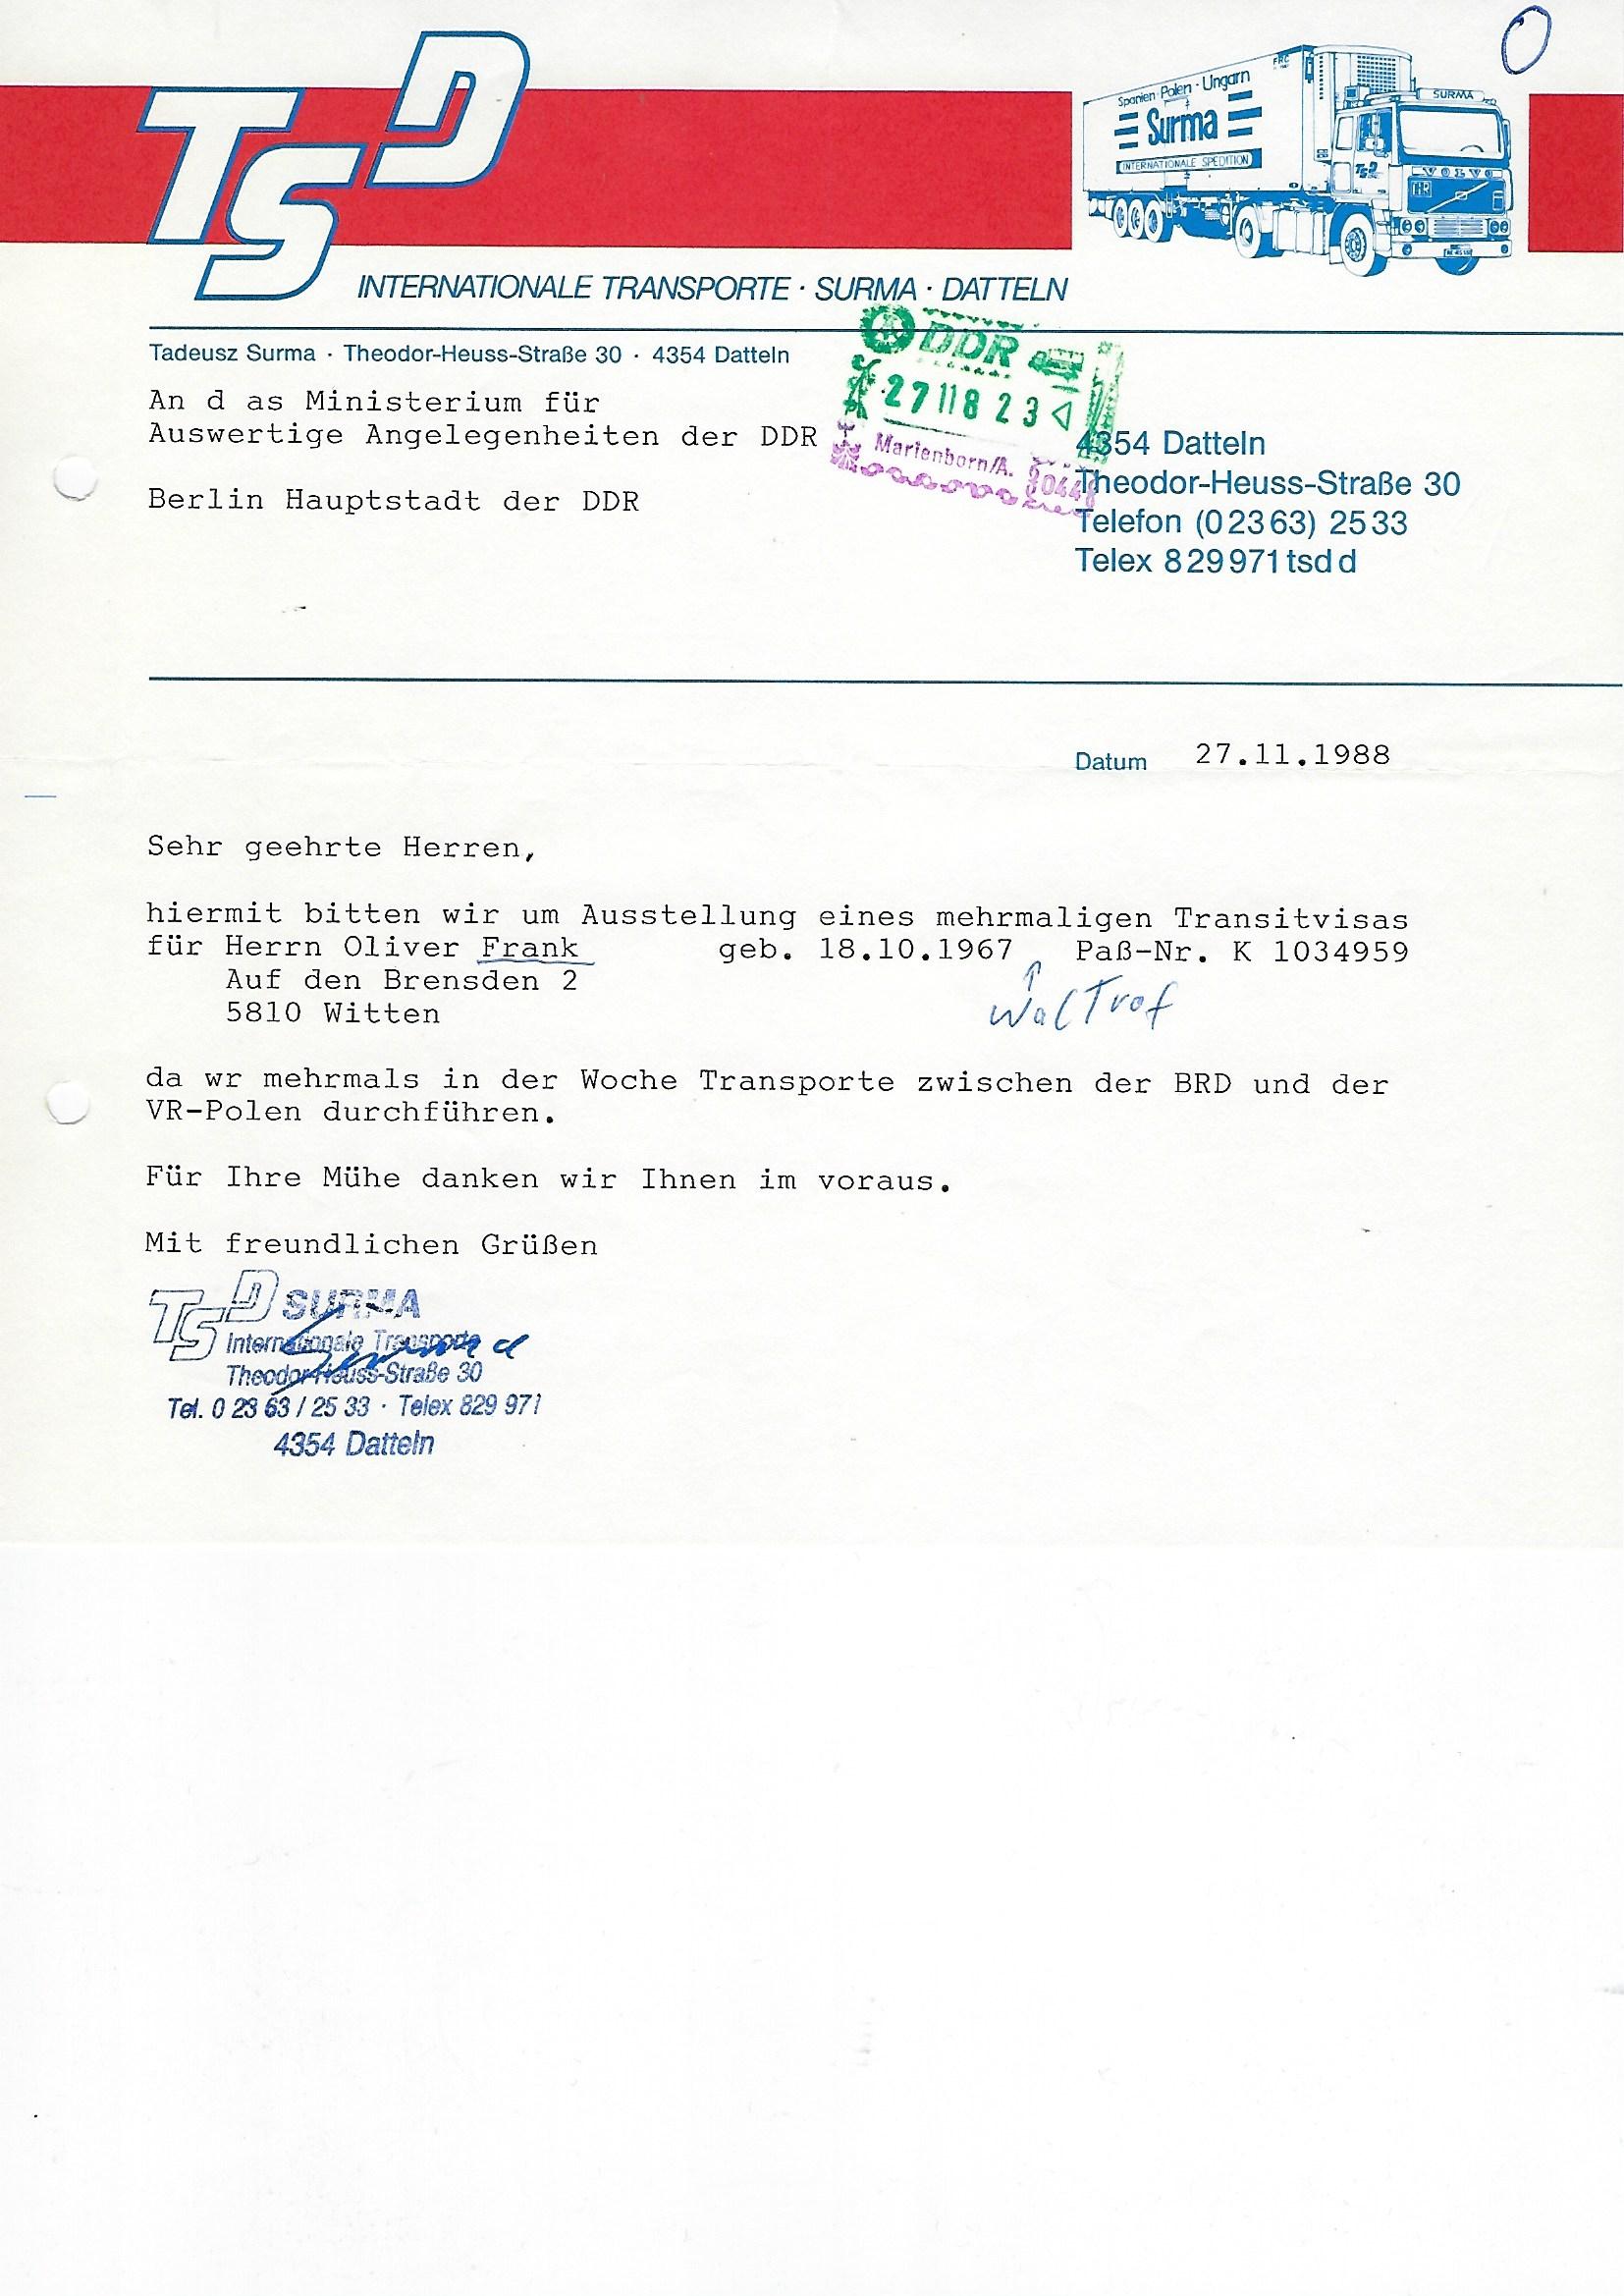 TSD
Spanien · Polen · Ungarn
Surma
INTERNATIONALE SPEDITION
FRC
SURMA
TSD
VOLVO
INTERNATIONALE TRANSPORTE · SURMA · DATTELN
Tadeusz Surma · Theodor-Heuss-Straße 30 · 4354 Datteln
DDR
27 11 8 23
Marienborn/A.
An d as Ministerium für
Auswertige Angelegenheiten der DDR
Berlin Hauptstadt der DDR
4354 Datteln
Theodor-Heuss-Straße 30
Telefon (02363) 2533
Telex 829971 tsd d
Datum 27.11.1988
Sehr geehrte Herren,
hiermit bitten wir um Ausstellung eines mehrmaligen Transitvisas
für Herrn Oliver Frank geb. 18.10.1967 Paß-Nr. K 1034959
Auf den Brensden 2
WalTrof
5810 Witten
da wr mehrmals in der Woche Transporte zwischen der BRD und der
VR-Polen durchführen.
Für Ihre Mühe danken wir Ihnen im voraus.
Mit freundlichen Grüßen
TSD SURMA
Internationale Transporte
Theodor-Heuss-Straße 30
Tel. 0 23 63 / 25 33 · Telex 829 971
4354 Datteln